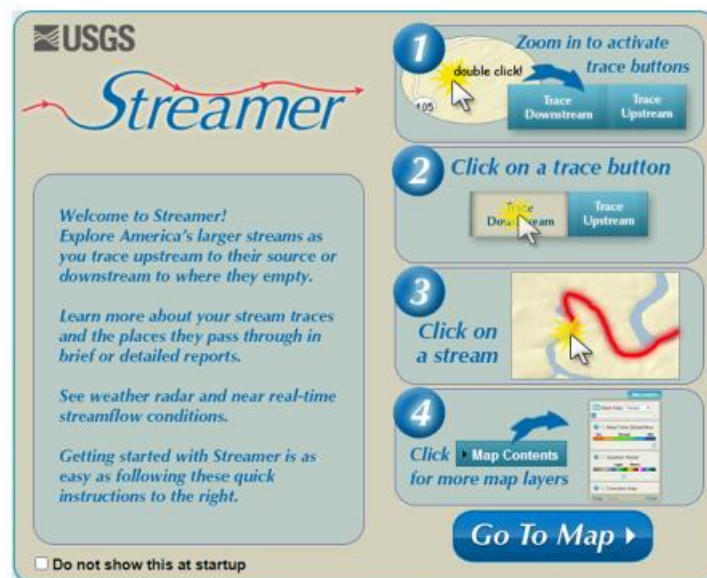 USGS
Streamer
Welcome to Streamer!
Explore America's larger streams as
you trace upstream to their source or
downstream to where they empty.
Learn more about your stream traces
and the places they pass through in
brief or detailed reports.
See weather radar and near real-time
streamflow conditions.
Getting started with Streamer is as
easy as following these quick
instructions to the right.
Do not show this at startup
1
Zoom in to activate
trace buttons
double click!
105
Trace
Downstream
Trace
Upstream
2
Click on a trace button
Trace
Downstream
Trace
Upstream
3
Click on
a stream
4
Click
Map Contents
for more map layers
Go To Map